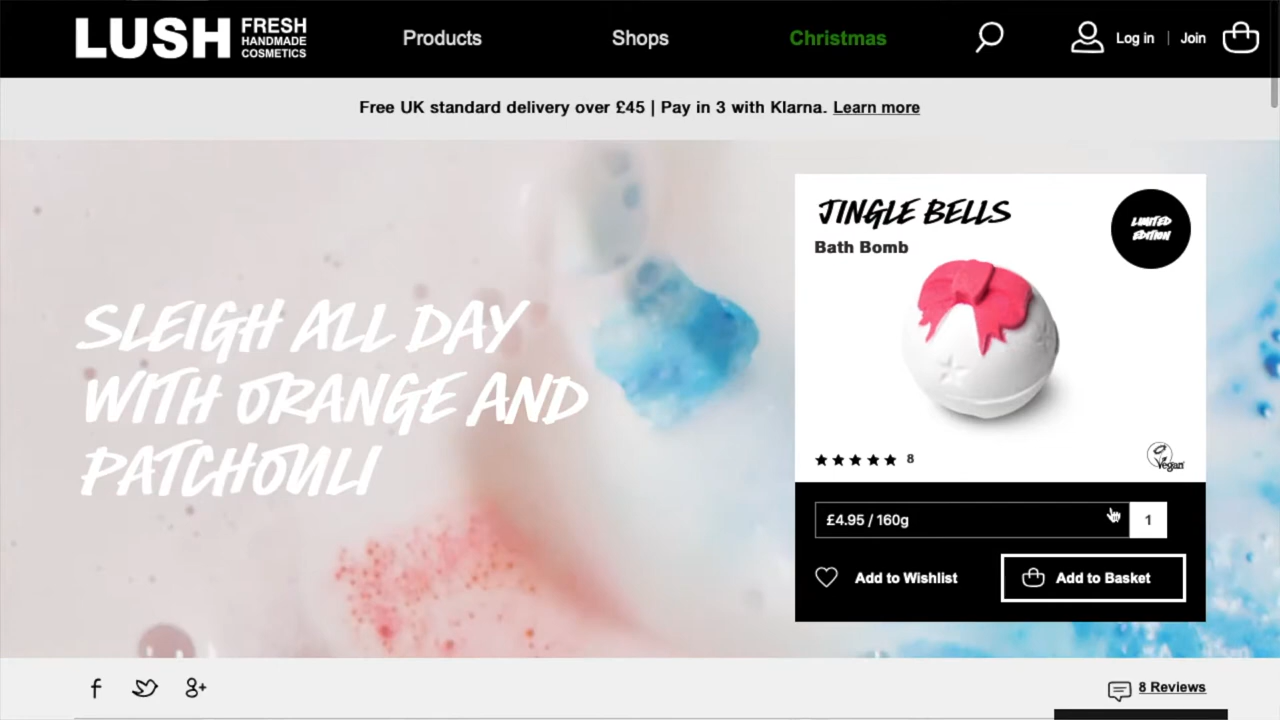 LUSH FRESH HANDMADE COSMETICS
Products
Shops
Christmas
Log in | Join
Free UK standard delivery over £45 | Pay in 3 with Klarna. Learn more
SLEIGH ALL DAY
WITH ORANGE AND
PATCHOULI
JINGLE BELLS
Bath Bomb
LIMITED
EDITION
8
Vegan
£4.95 / 160g
1
Add to Wishlist
Add to Basket
f
8+
8 Reviews